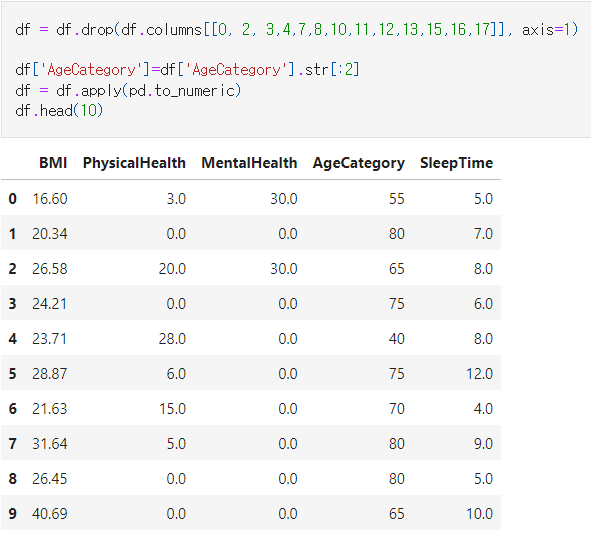 df = df.drop(df.columns[[0, 2, 3,4,7,8,10,11,12,13,15,16,17]], axis=1)
df['AgeCategory']=df['AgeCategory'].str[:2]
df = df.apply(pd.to_numeric)
df.head(10)
BMI PhysicalHealth MentalHealth AgeCategory SleepTime
0 16.60 3.0 30.0 55 5.0
1 20.34 0.0 0.0 80 7.0
2 26.58 20.0 30.0 65 8.0
3 24.21 0.0 0.0 75 6.0
4 23.71 28.0 0.0 40 8.0
5 28.87 6.0 0.0 75 12.0
6 21.63 15.0 0.0 70 4.0
7 31.64 5.0 0.0 80 9.0
8 26.45 0.0 0.0 80 5.0
9 40.69 0.0 0.0 65 10.0